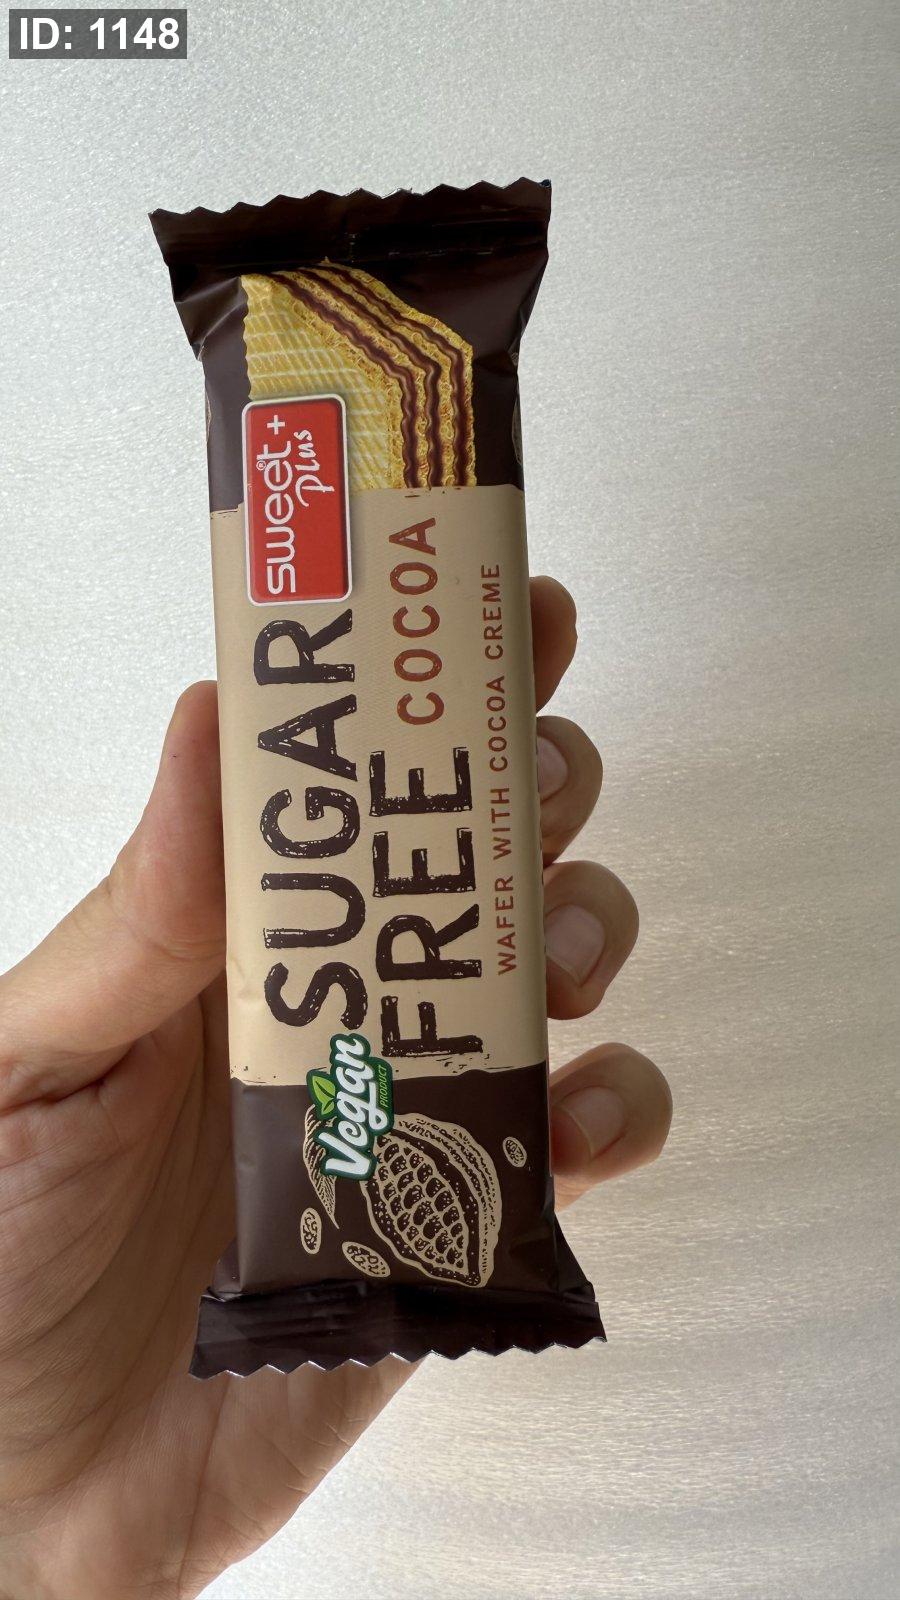 ID: 1148
sweet+
plus
SUGAR
FREE COCOA
WAFER WITH COCOA CREME
Vegan
PRODUCT